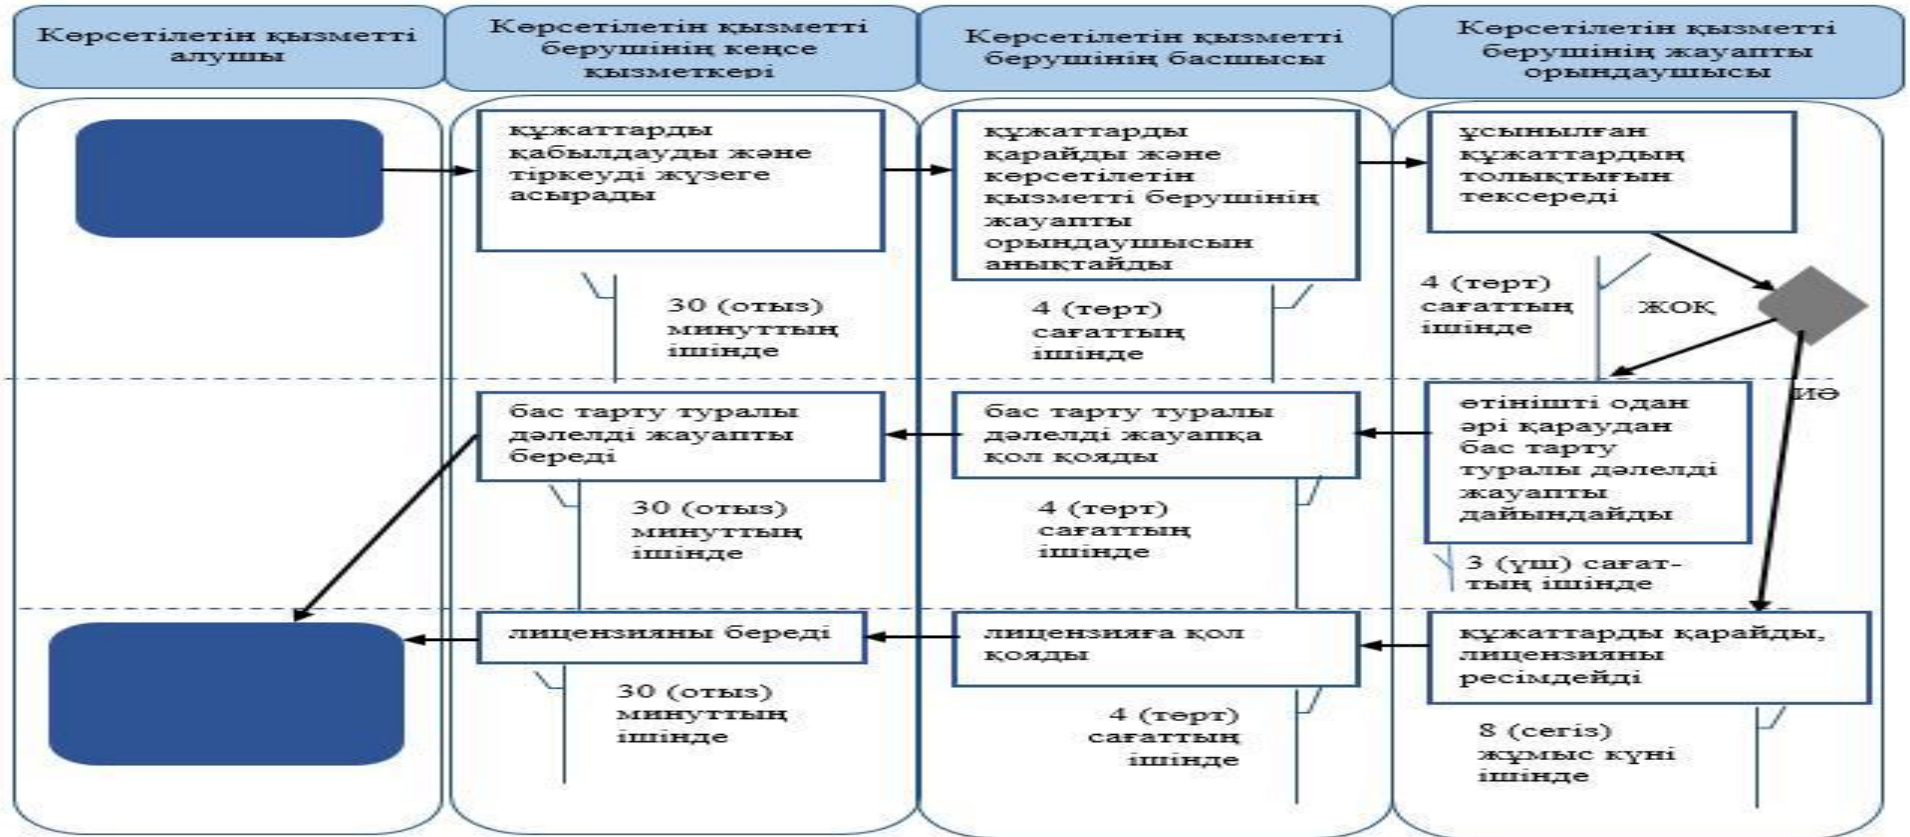 Көрсетілетін қызметті
алушы
Көрсетілетін қызметті
берушінің кеңсе
қызметкері
Көрсетілетін қызметті
берушінің басшысы
Көрсетілетін қызметті
берушінің жауапты
орындаушысы
құжаттарды
қабылдауды және
тіркеуді жүзеге
асырады
құжаттарды
қарайды және
көрсетілетін
қызметті берушінің
жауапты
орындаушысын
анықтайды
ұсынылған
құжаттардың
толықтығын
тексереді
30 (отыз)
минуттың
ішінде
4 (төрт)
сағаттың
ішінде
4 (төрт)
сағаттың
ішінде
ЖОҚ
ИӘ
бас тарту туралы
дәлелді жауапты
береді
бас тарту туралы
дәлелді жауапқа
қол қояды
өтінішті одан
әрі қараудан
бас тарту
туралы дәлелді
жауапты
дайындайды
30 (отыз)
минуттың
ішінде
4 (төрт)
сағаттың
ішінде
3 (үш) сағат-
тың ішінде
лицензияны береді
лицензияға қол
қояды
құжаттарды қарайды,
лицензияны
ресімдейді
30 (отыз)
минуттың
ішінде
4 (төрт)
сағаттың
ішінде
8 (сегіз)
жұмыс күні
ішінде